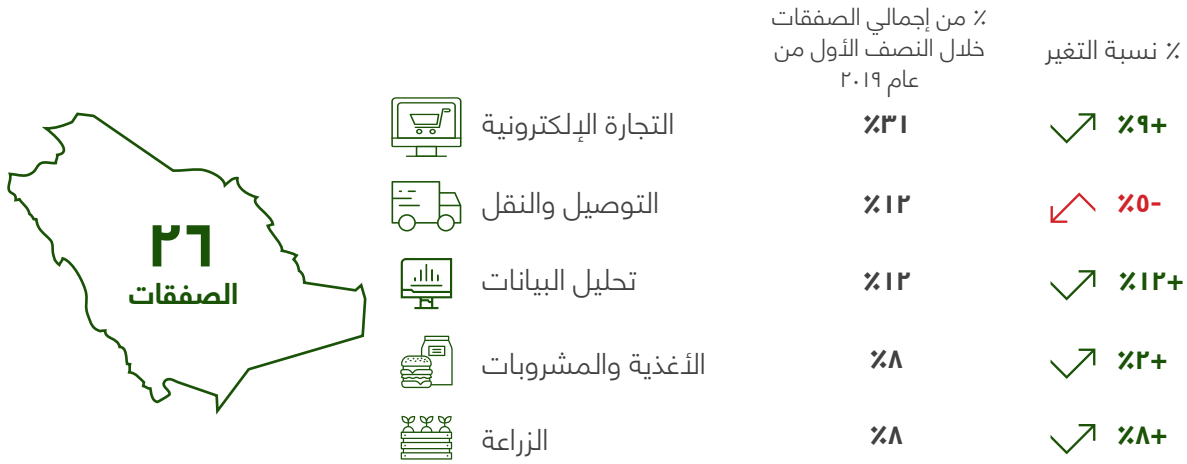 ٪ من إجمالي الصفقات
خلال النصف الأول من
عام ٢٠١٩
٪ نسبة التغير
٢٦
الصفقات
التجارة الإلكترونية
٪٣١
+٩٪
التوصيل والنقل
٪١٢
-٥٪
تحليل البيانات
٪١٢
+١٢٪
الأغذية والمشروبات
٪٨
+٢٪
الزراعة
٪٨
+٨٪